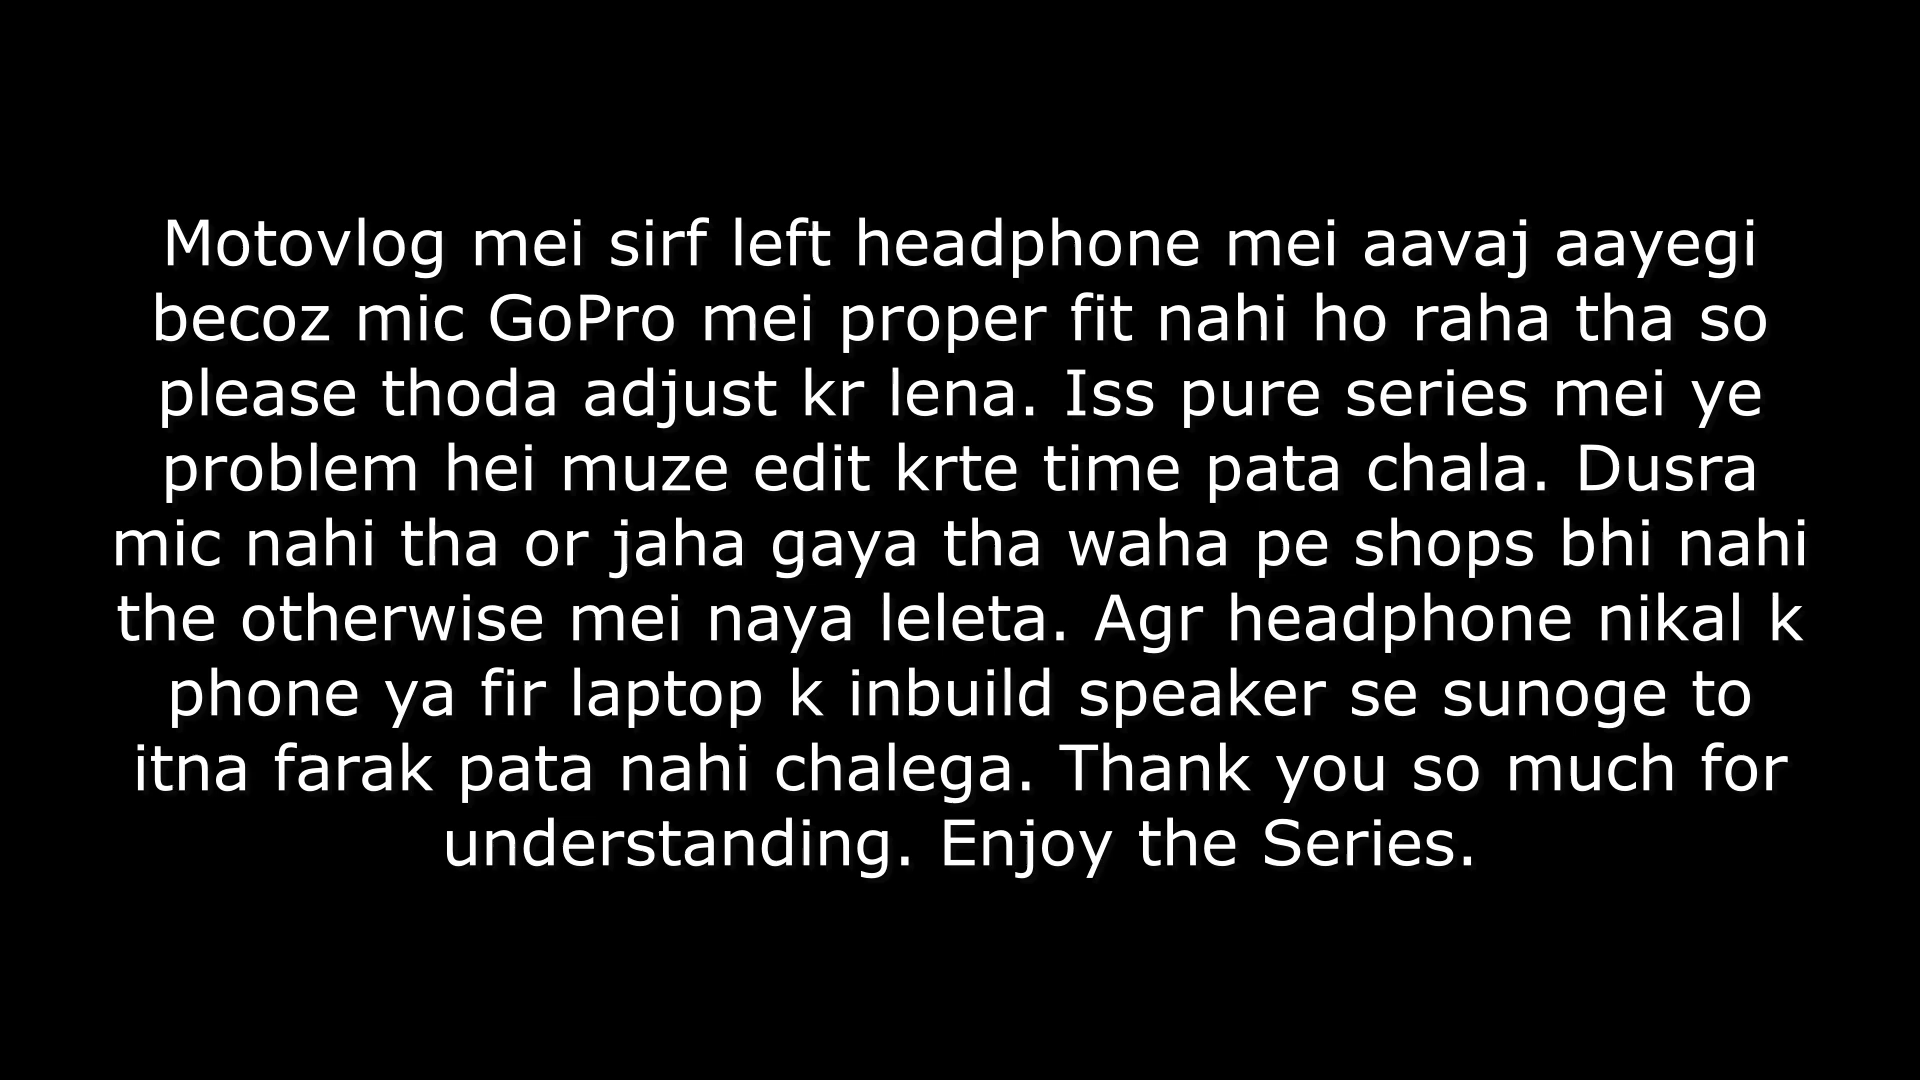 Motovlog mei sirf left headphone mei aavaj aayegi
becoz mic GoPro mei proper fit nahi ho raha tha so
please thoda adjust kr lena. Iss pure series mei ye
problem hei muze edit krte time pata chala. Dusra
mic nahi tha or jaha gaya tha waha pe shops bhi nahi
the otherwise mei naya leleta. Agr headphone nikal k
phone ya fir laptop k inbuild speaker se sunoge to
itna farak pata nahi chalega. Thank you so much for
understanding. Enjoy the Series.